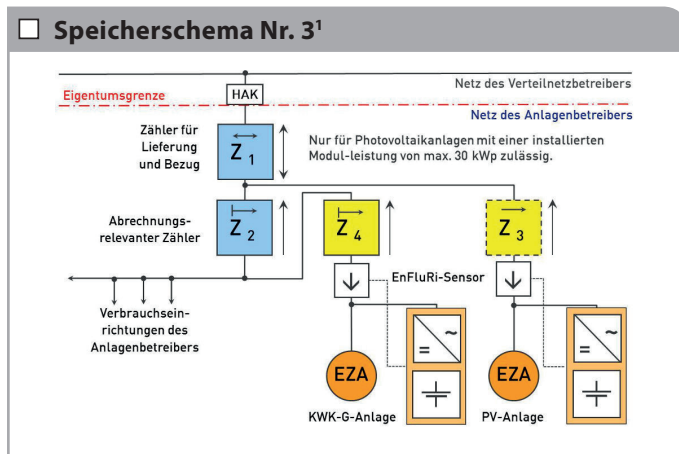 Speicherschema Nr. 3¹
Netz des Verteilnetzbetreibers
Eigentumsgrenze
HAK
Netz des Anlagenbetreibers
Zähler für
Lieferung
und Bezug
Z 1
Nur für Photovoltaikanlagen mit einer installierten
Modul-leistung von max. 30 kWp zulässig.
Abrechnungs-
relevanter Zähler
Z 2
Z 4
Z 3
EnFluRi-Sensor
Verbrauchsein-
richtungen des
Anlagenbetreibers
EZA
EZA
KWK-G-Anlage
PV-Anlage